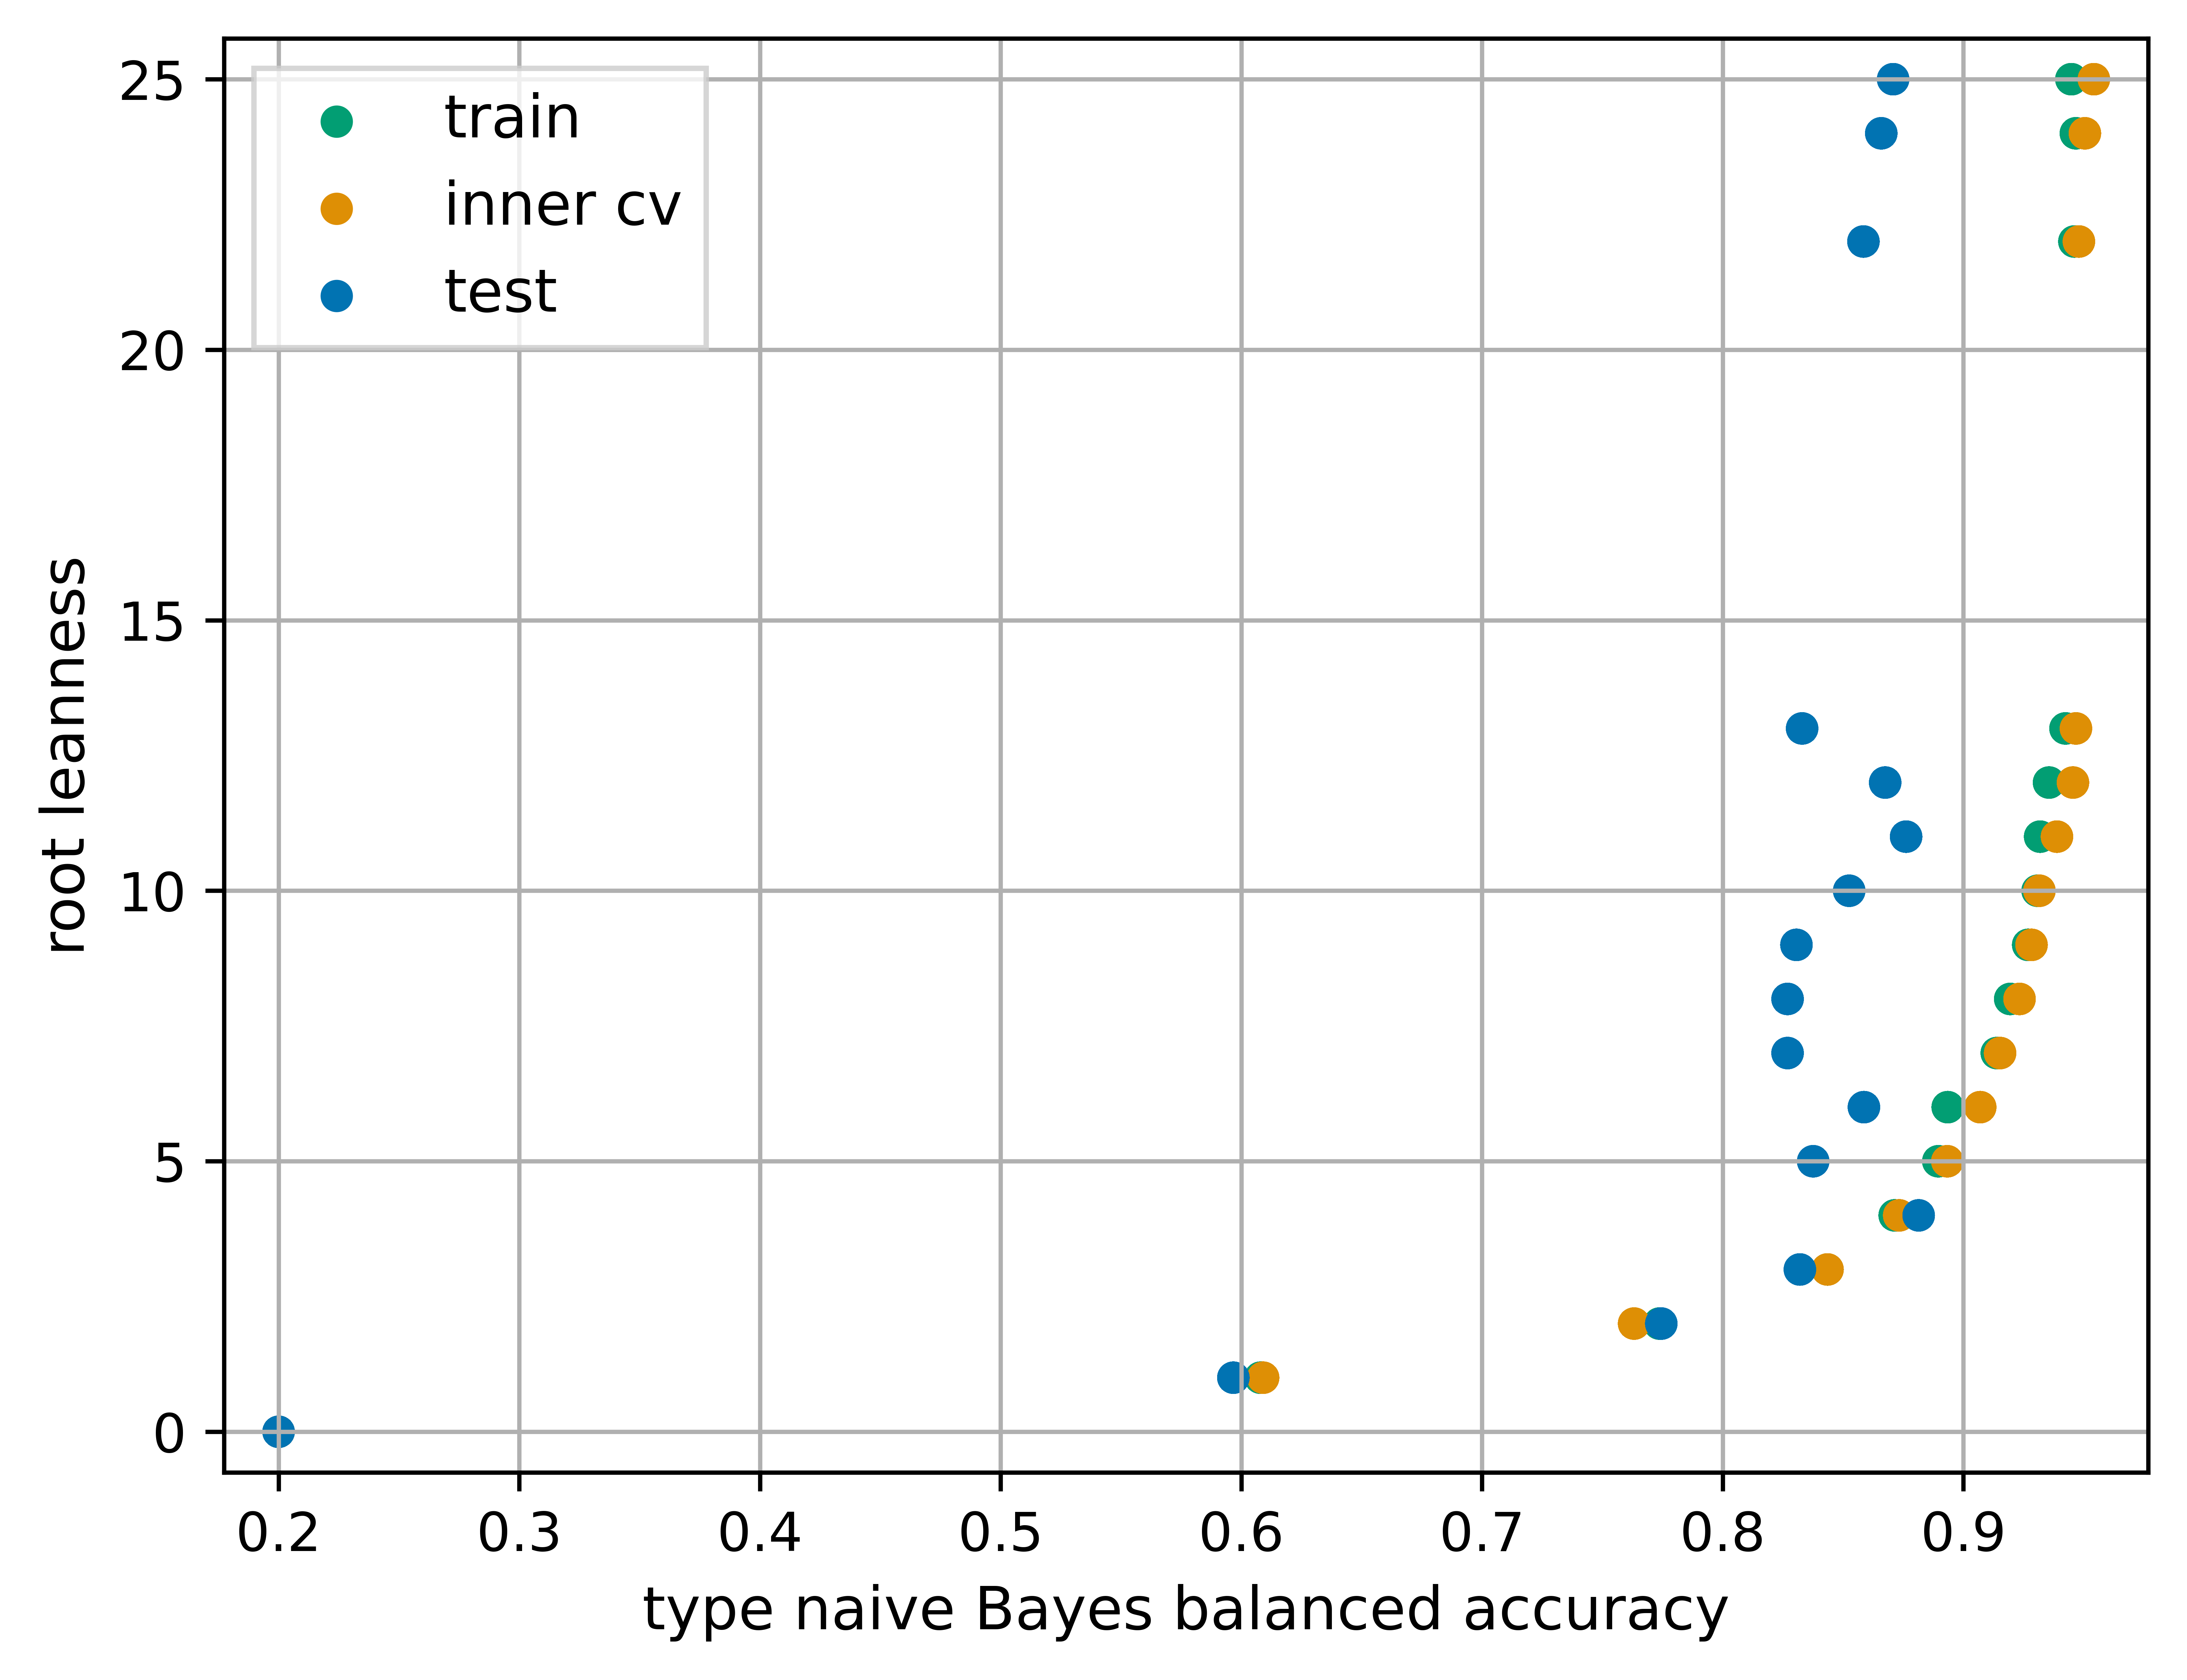 25
20
15
10
5
0
root leanness
train
inner cv
test
0.2 0.3 0.4 0.5 0.6 0.7 0.8 0.9
type naive Bayes balanced accuracy